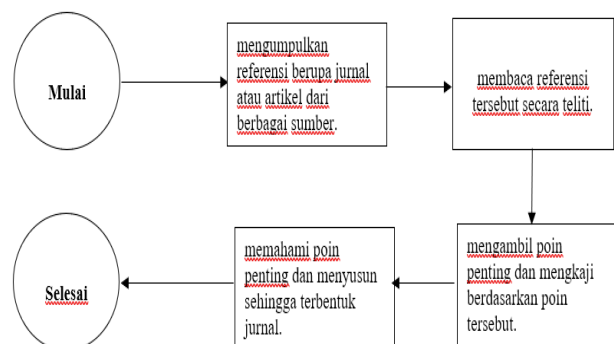 Mulai
mengumpulkan
referensi berupa jurnal
atau artikel dari
berbagai sumber.
membaca referensi
tersebut secara teliti.
mengambil poin
penting dan mengkaji
berdasarkan poin
tersebut.
memahami poin
penting dan menyusun
sehingga terbentuk
jurnal.
Selesai